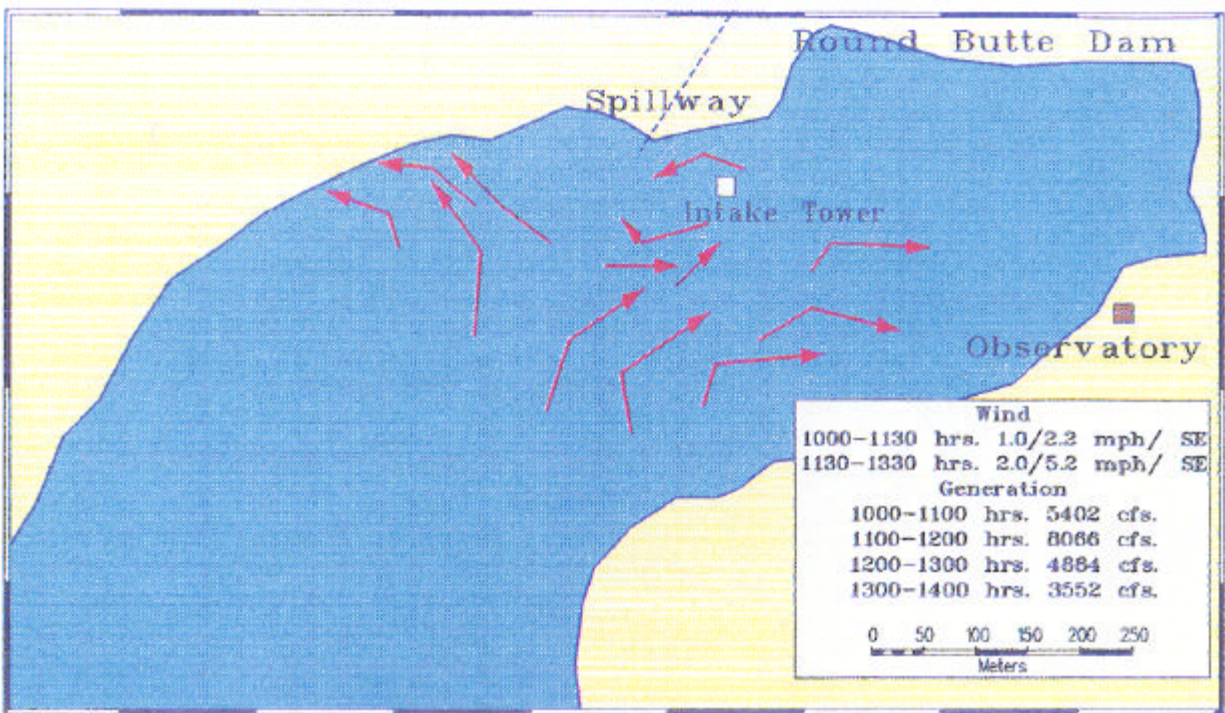 Round Butte Dam
Spillway
Intake Tower
Observatory
Wind
1000-1130 hrs. 1.0/2.2 mph/ SE
1130-1330 hrs. 2.0/5.2 mph/ SE
Generation
1000-1100 hrs. 5402 cfs.
1100-1200 hrs. 8066 cfs.
1200-1300 hrs. 4884 cfs.
1300-1400 hrs. 3552 cfs.
0 50 100 150 200 250
Meters